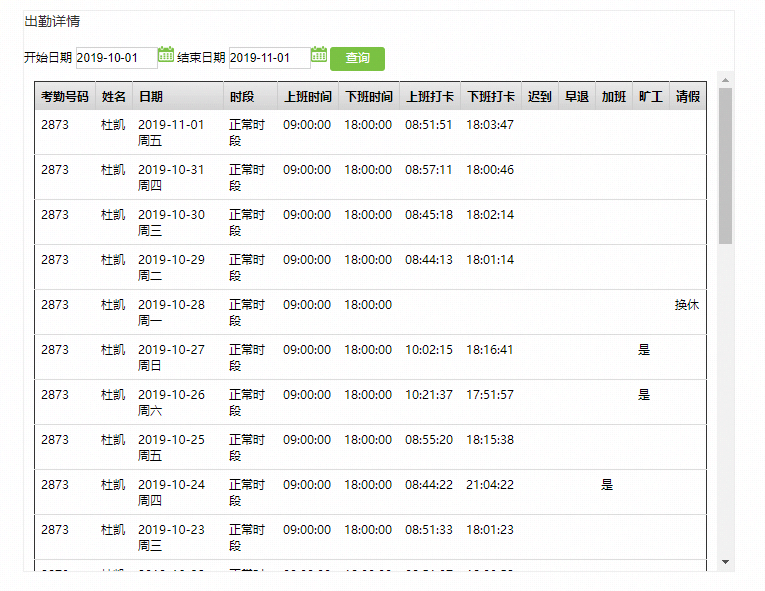 出勤详情
开始日期 2019-10-01 结束日期 2019-11-01 查询
考勤号码 姓名 日期 时段 上班时间 下班时间 上班打卡 下班打卡 迟到 早退 加班 旷工 请假
2873 杜凯 2019-11-01 正常时 09:00:00 18:00:00 08:51:51 18:03:47
周五 段
2873 杜凯 2019-10-31 正常时 09:00:00 18:00:00 08:57:11 18:00:46
周四 段
2873 杜凯 2019-10-30 正常时 09:00:00 18:00:00 08:45:18 18:02:14
周三 段
2873 杜凯 2019-10-29 正常时 09:00:00 18:00:00 08:44:13 18:01:14
周二 段
2873 杜凯 2019-10-28 正常时 09:00:00 18:00:00 换休
周一 段
2873 杜凯 2019-10-27 正常时 09:00:00 18:00:00 10:02:15 18:16:41 是
周日 段
2873 杜凯 2019-10-26 正常时 09:00:00 18:00:00 10:21:37 17:51:57 是
周六 段
2873 杜凯 2019-10-25 正常时 09:00:00 18:00:00 08:55:20 18:15:38
周五 段
2873 杜凯 2019-10-24 正常时 09:00:00 18:00:00 08:44:22 21:04:22 是
周四 段
2873 杜凯 2019-10-23 正常时 09:00:00 18:00:00 08:51:33 18:01:23
周三 段